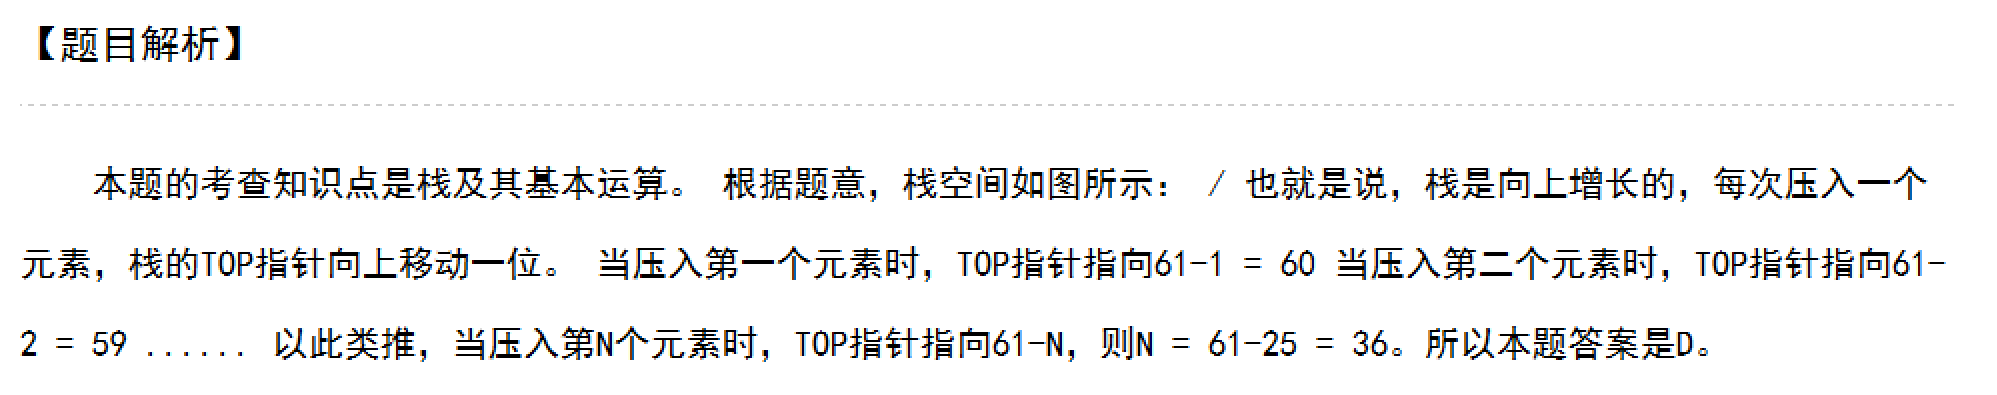 【题目解析】
本题的考查知识点是栈及其基本运算。 根据题意，栈空间如图所示： / 也就是说，栈是向上增长的，每次压入一个
元素，栈的TOP指针向上移动一位。 当压入第一个元素时，TOP指针指向61-1 = 60 当压入第二个元素时，TOP指针指向61-
2 = 59 ...... 以此类推，当压入第N个元素时，TOP指针指向61-N，则N = 61-25 = 36。所以本题答案是D。